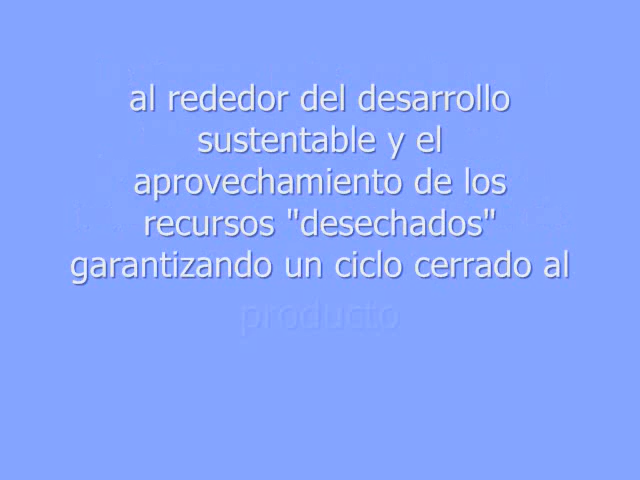 al rededor del desarrollo
sustentable y el
aprovechamiento de los
recursos "desechados"
garantizando un ciclo cerrado al
producto